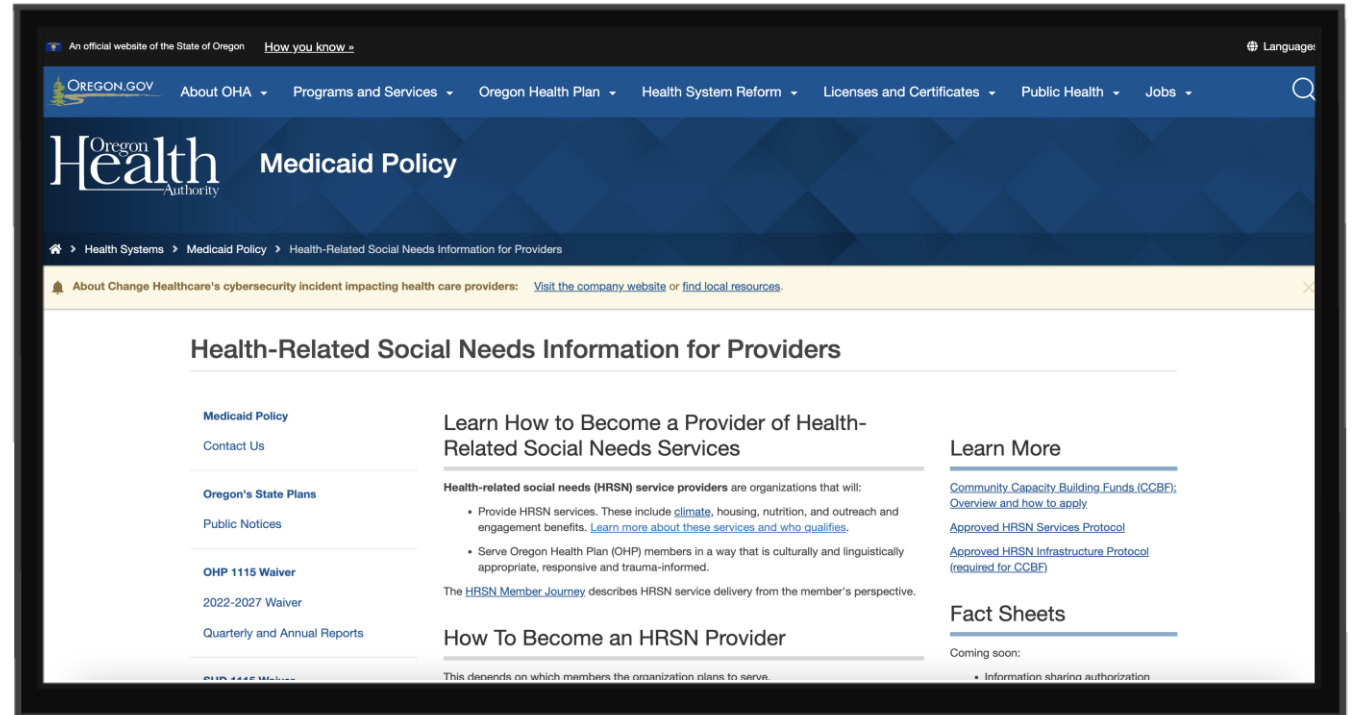 An official website of the State of Oregon How you know »
Languages
OREGON.GOV
About OHA Programs and Services Oregon Health Plan Health System Reform Licenses and Certificates Public Health Jobs
Oregon
Health
Authority
Medicaid Policy
> Health Systems > Medicaid Policy > Health-Related Social Needs Information for Providers
About Change Healthcare's cybersecurity incident impacting health care providers: Visit the company website or find local resources.
Health-Related Social Needs Information for Providers
Medicaid Policy
Contact Us
Oregon's State Plans
Public Notices
OHP 1115 Waiver
2022-2027 Waiver
Quarterly and Annual Reports
SUD 1115 Waiver
Learn How to Become a Provider of Health-
Related Social Needs Services
Health-related social needs (HRSN) service providers are organizations that will:
• Provide HRSN services. These include climate, housing, nutrition, and outreach and
engagement benefits. Learn more about these services and who qualifies.
• Serve Oregon Health Plan (OHP) members in a way that is culturally and linguistically
appropriate, responsive and trauma-informed.
The HRSN Member Journey describes HRSN service delivery from the member's perspective.
How To Become an HRSN Provider
This depends on which members the organization plans to serve.
Learn More
Community Capacity Building Funds (CCBF):
Overview and how to apply
Approved HRSN Services Protocol
Approved HRSN Infrastructure Protocol
(required for CCBF)
Fact Sheets
Coming soon:
• Information sharing authorization